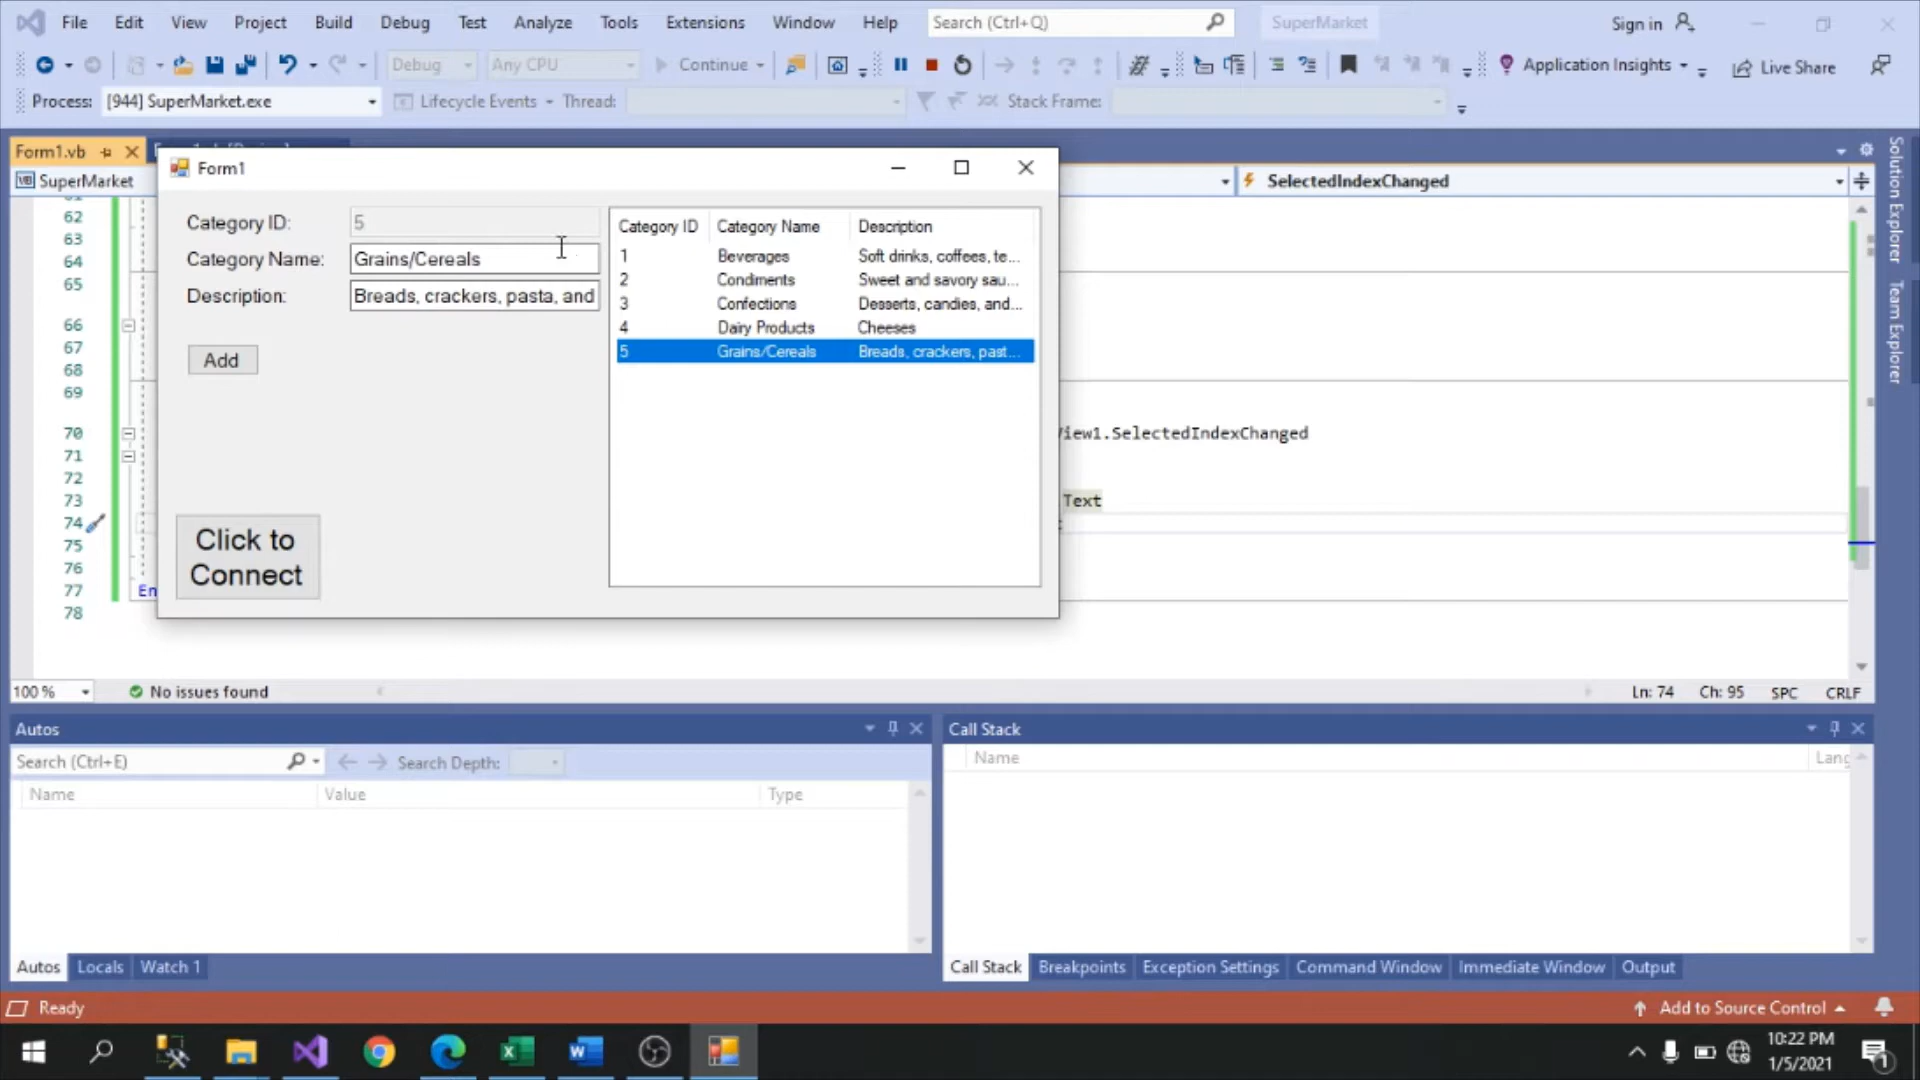 File Edit View Project Build Debug Test Analyze Tools Extensions Window Help Search (Ctrl+Q) SuperMarket Sign in
Debug Any CPU Continue Application Insights Live Share
Process: [944] SuperMarket.exe Lifecycle Events Thread: Stack Frame:
Form1.vb
Form1
SuperMarket SelectedIndexChanged
Category ID: 5
Category Name: Grains/Cereals
Description: Breads, crackers, pasta, and
Add
Click to
Connect
Category ID Category Name Description
1 Beverages Soft drinks, coffees, te...
2 Condiments Sweet and savory sau...
3 Confections Desserts, candies, and...
4 Dairy Products Cheeses
5 Grains/Cereals Breads, crackers, past...
62
63
64
65
66
67
68
69
70 iew1.SelectedIndexChanged
71
72
73 Text
74
75
76
77 En
78
100 % No issues found Ln: 74 Ch: 95 SPC CRLF
Autos
Search (Ctrl+E) Search Depth:
Name Value Type
Autos Locals Watch 1
Call Stack
Name Lang
Call Stack Breakpoints Exception Settings Command Window Immediate Window Output
Solution Explorer
Team Explorer
Ready Add to Source Control
10:22 PM
1/5/2021
1